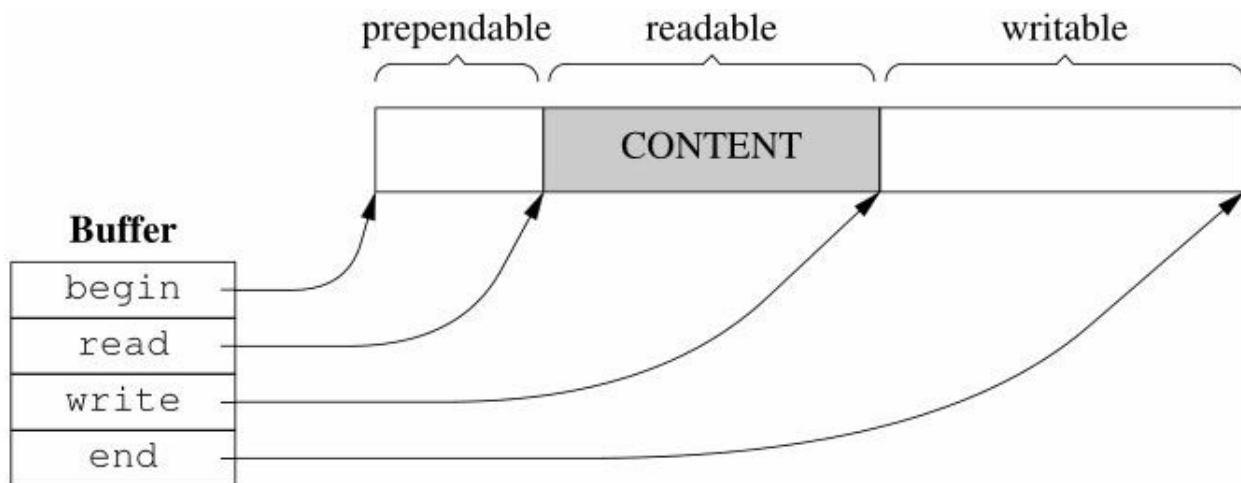 prependable readable writable
CONTENT
Buffer
begin
read
write
end